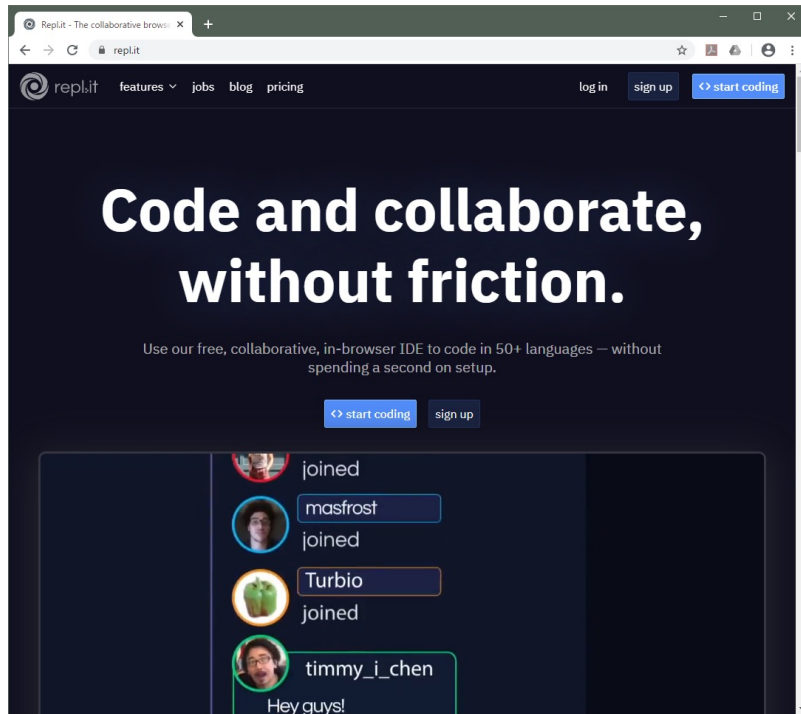 Repl.it - The collaborative browse
repl.it
repl.it features jobs blog pricing log in sign up <> start coding
Code and collaborate,
without friction.
Use our free, collaborative, in-browser IDE to code in 50+ languages — without
spending a second on setup.
<> start coding sign up
joined
masfrost
joined
Turbio
joined
timmy_i_chen
Hey guys!